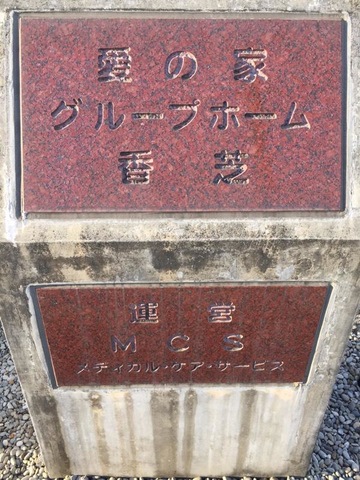 愛の家
グループホーム
香芝
運営
MCS
メディカル・ケア・サービス